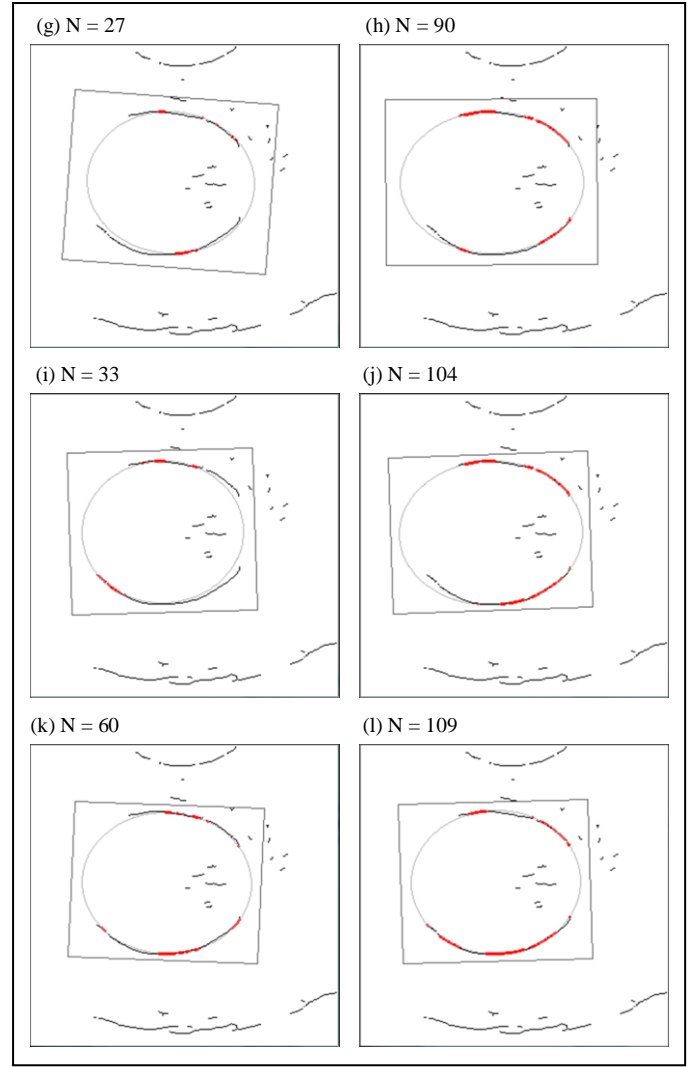 (g) N = 27
(h) N = 90
(i) N = 33
(j) N = 104
(k) N = 60
(l) N = 109